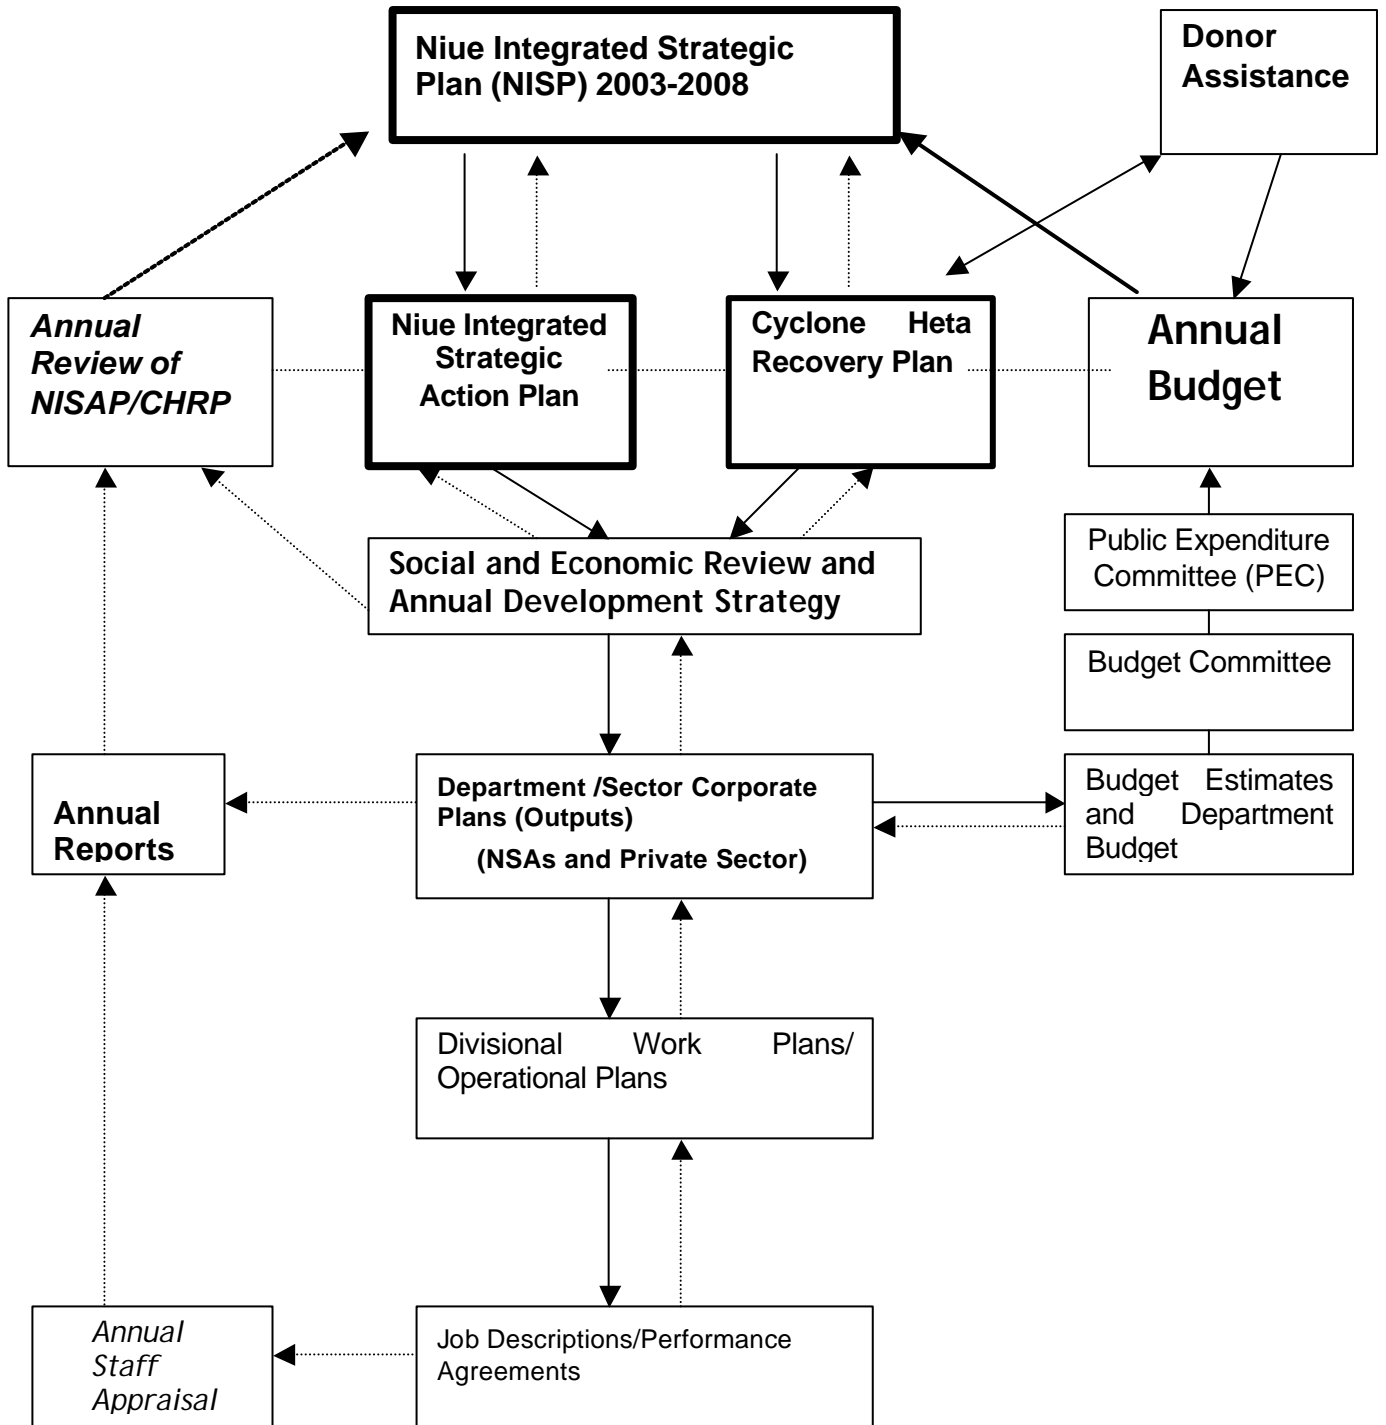 Niue Integrated Strategic
Plan (NISP) 2003-2008
Donor
Assistance
Annual
Review of
NISAP/CHRP
Niue Integrated
Strategic
Action Plan
Cyclone Heta
Recovery Plan
Annual
Budget
Social and Economic Review and
Annual Development Strategy
Public Expenditure
Committee (PEC)
Budget Committee
Annual
Reports
Department /Sector Corporate
Plans (Outputs)
(NSAs and Private Sector)
Budget Estimates
and Department
Budget
Divisional Work Plans/
Operational Plans
Annual
Staff
Appraisal
Job Descriptions/Performance
Agreements